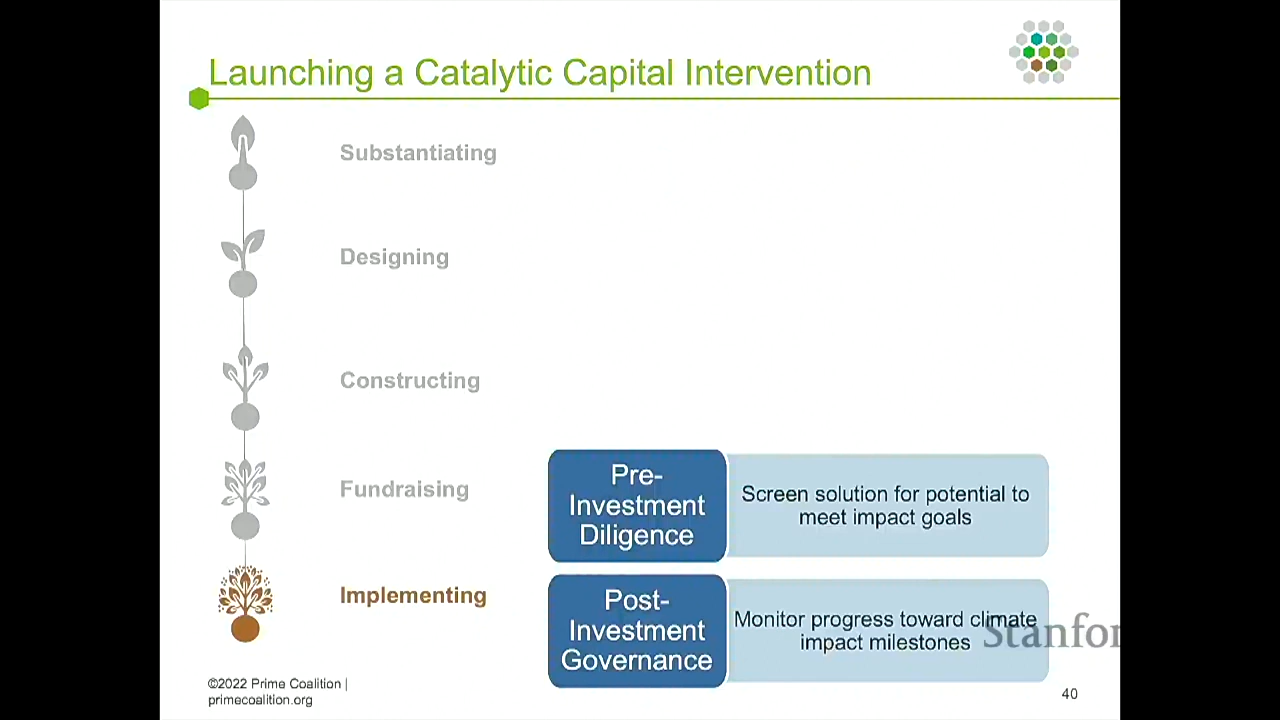 Launching a Catalytic Capital Intervention
Substantiating
Designing
Constructing
Fundraising
Implementing
Pre-
Investment
Diligence
Screen solution for potential to
meet impact goals
Post-
Investment
Governance
Monitor progress toward climate
impact milestones
Stanfor
©2022 Prime Coalition |
primecoalition.org
40